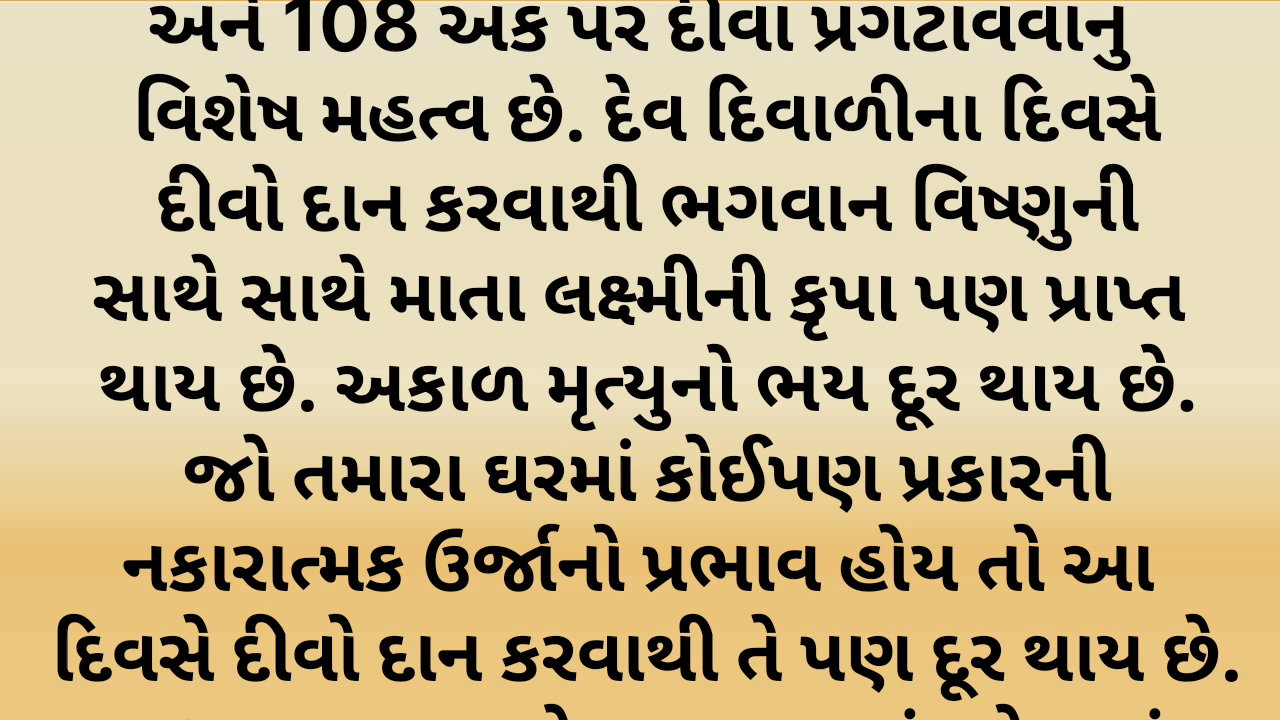 અને 108 અંક પર દીવા પ્રગટાવવાનું
વિશેષ મહત્વ છે. દેવ દિવાળીના દિવસે
દીવો દાન કરવાથી ભગવાન વિષ્ણુની
સાથે સાથે માતા લક્ષ્મીની કૃપા પણ પ્રાપ્ત
થાય છે. અકાળ મૃત્યુનો ભય દૂર થાય છે.
જો તમારા ઘરમાં કોઈપણ પ્રકારની
નકારાત્મક ઉર્જાનો પ્રભાવ હોય તો આ
દિવસે દીવો દાન કરવાથી તે પણ દૂર થાય છે.